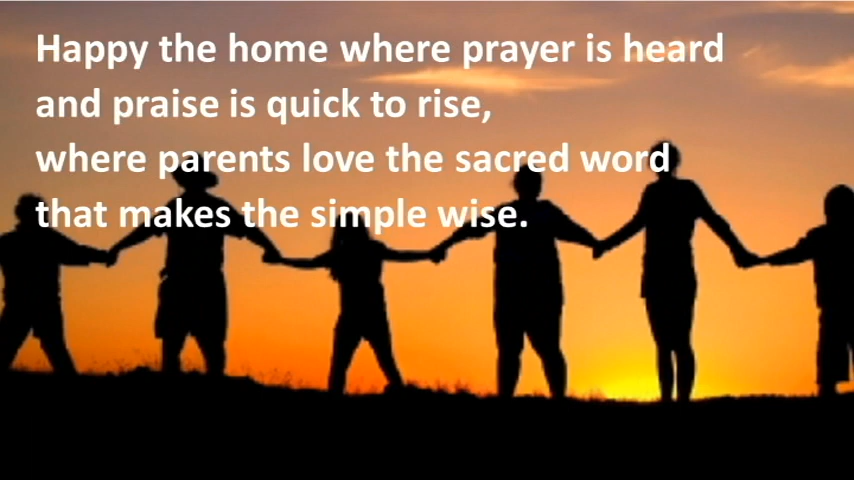 Happy the home where prayer is heard
and praise is quick to rise,
where parents love the sacred word
that makes the simple wise.